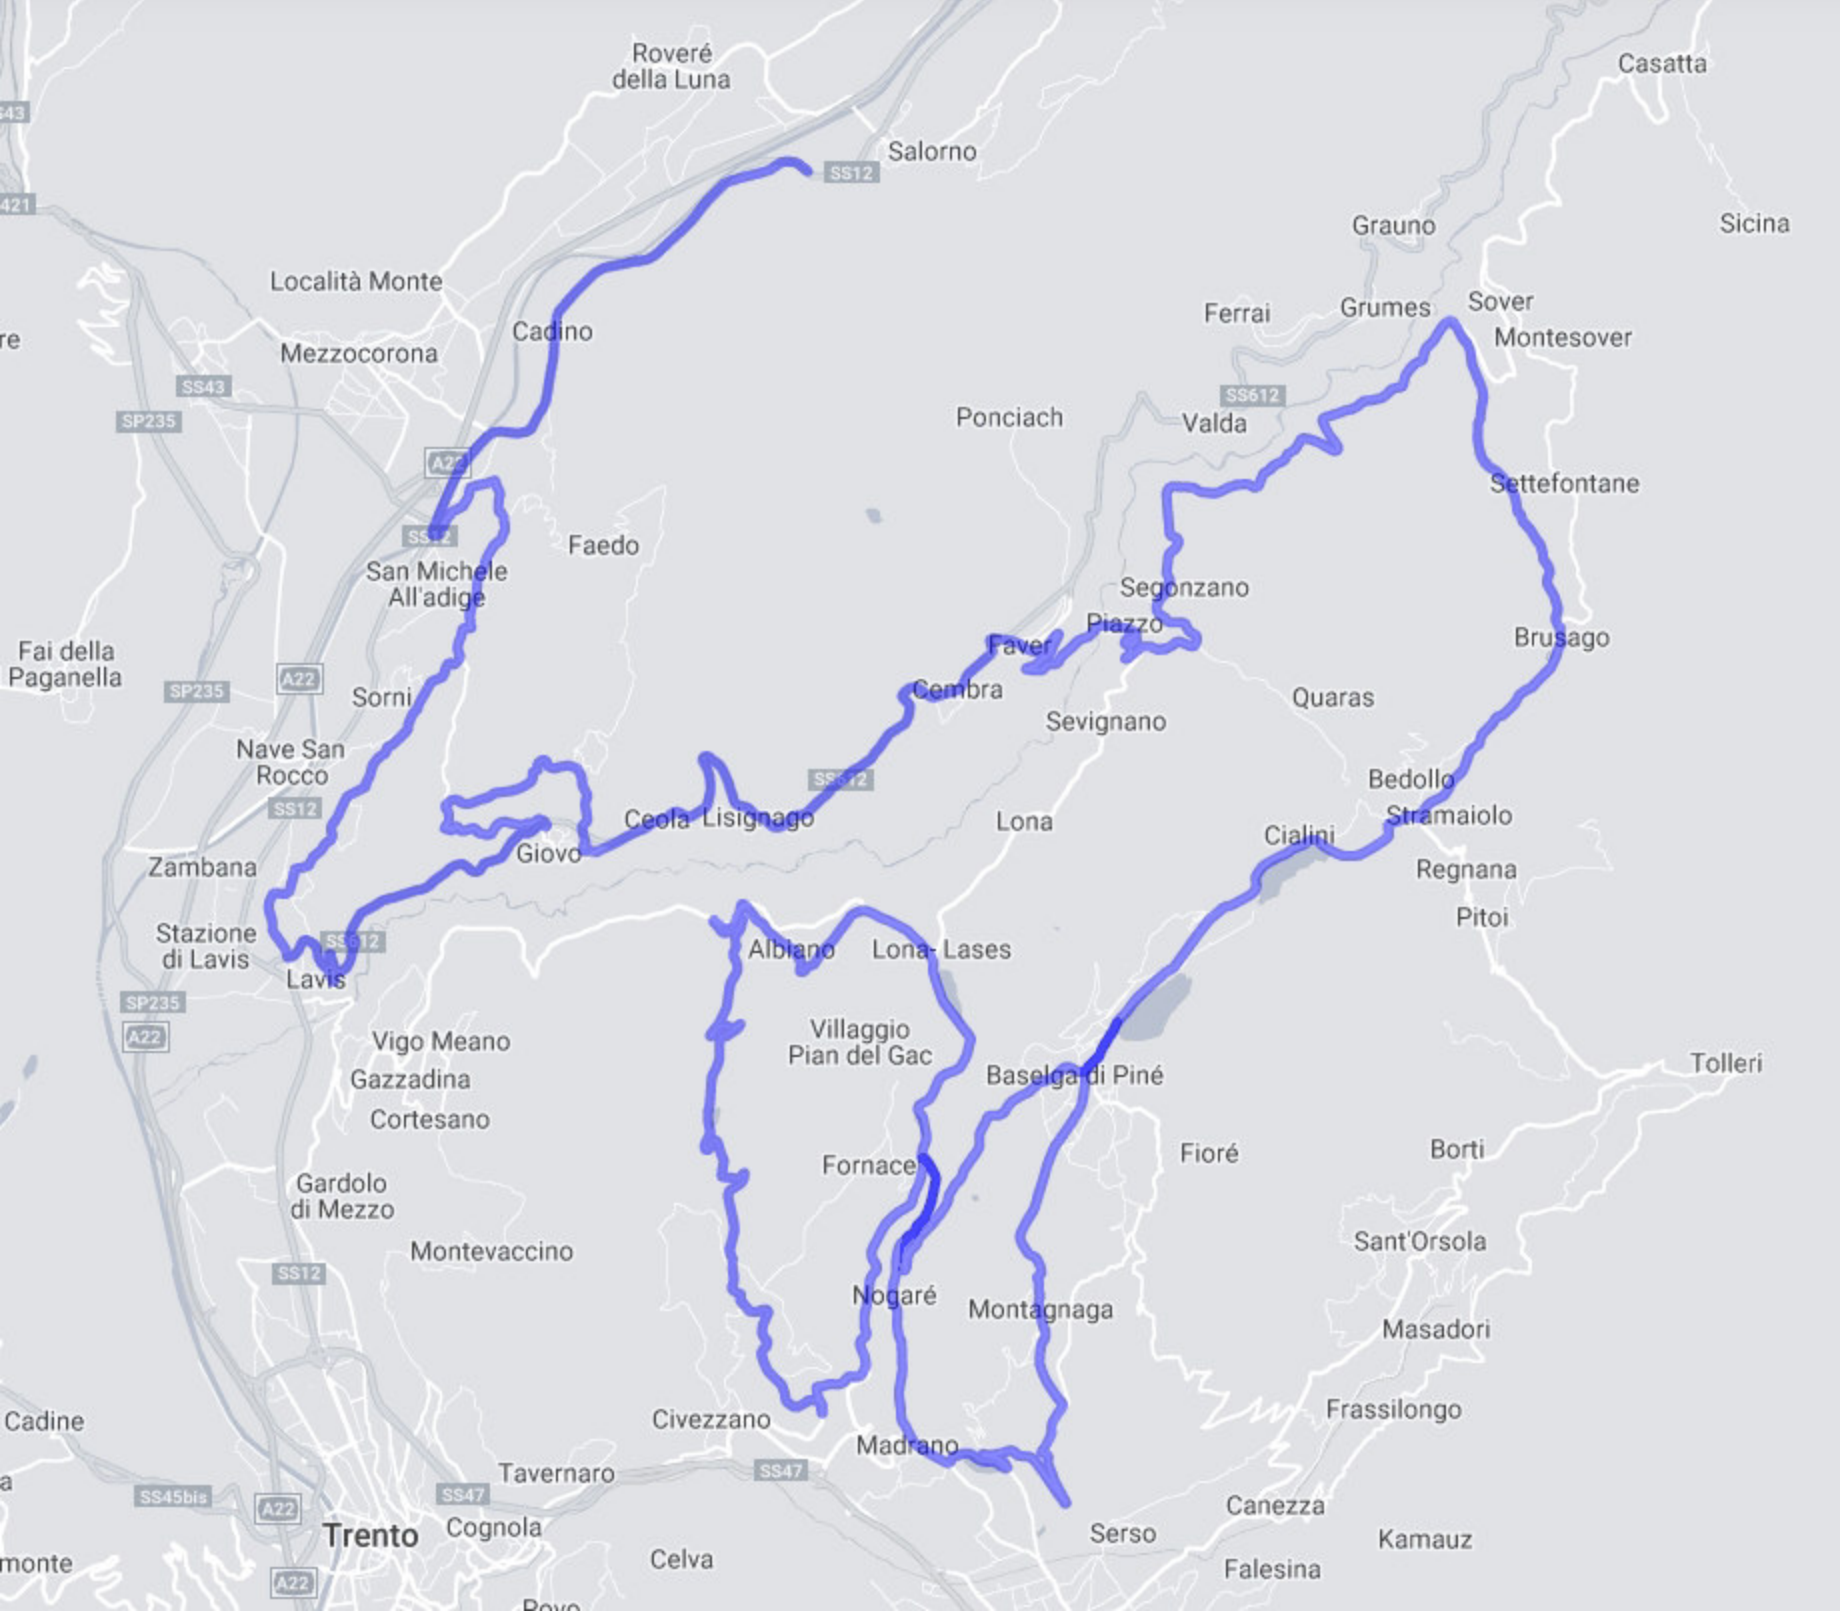 Roveré
della Luna
Casatta
S43
Salorno
SS12
421
Grauno
Sicina
Località Monte
Cadino
Ferrai
Grumes
Sover
Montesover
re
Mezzocorona
SS43
SP235
SS612
Ponciach
Valda
A22
Settefontane
SS12
Faedo
San Michele
All'adige
Segonzano
Piazzo
Faver
Brusago
Fai della
Paganella
A22
SP235
Sorni
Cembra
Quaras
Sevignano
Nave San
Rocco
SS12
SS612
Bedollo
Stramaiolo
Ceola
Lisignago
Lona
Cialini
Giovo
Zambana
Regnana
Pitoi
Stazione
di Lavis
SS612
Albiano
Lona- Lases
Lavis
SP235
A22
Vigo Meano
Villaggio
Pian del Gac
Gazzadina
Baselga di Piné
Tolleri
Cortesano
Fornace
Fioré
Borti
Gardolo
di Mezzo
Montevaccino
Sant'Orsola
SS12
Nogaré
Montagnaga
Masadori
Cadine
Civezzano
Frassilongo
Madrano
a
Tavernaro
SS47
SS45bis
A22
SS47
Canezza
Trento
Cognola
Serso
Kamauz
monte
Celva
Falesina
A22
Rovo